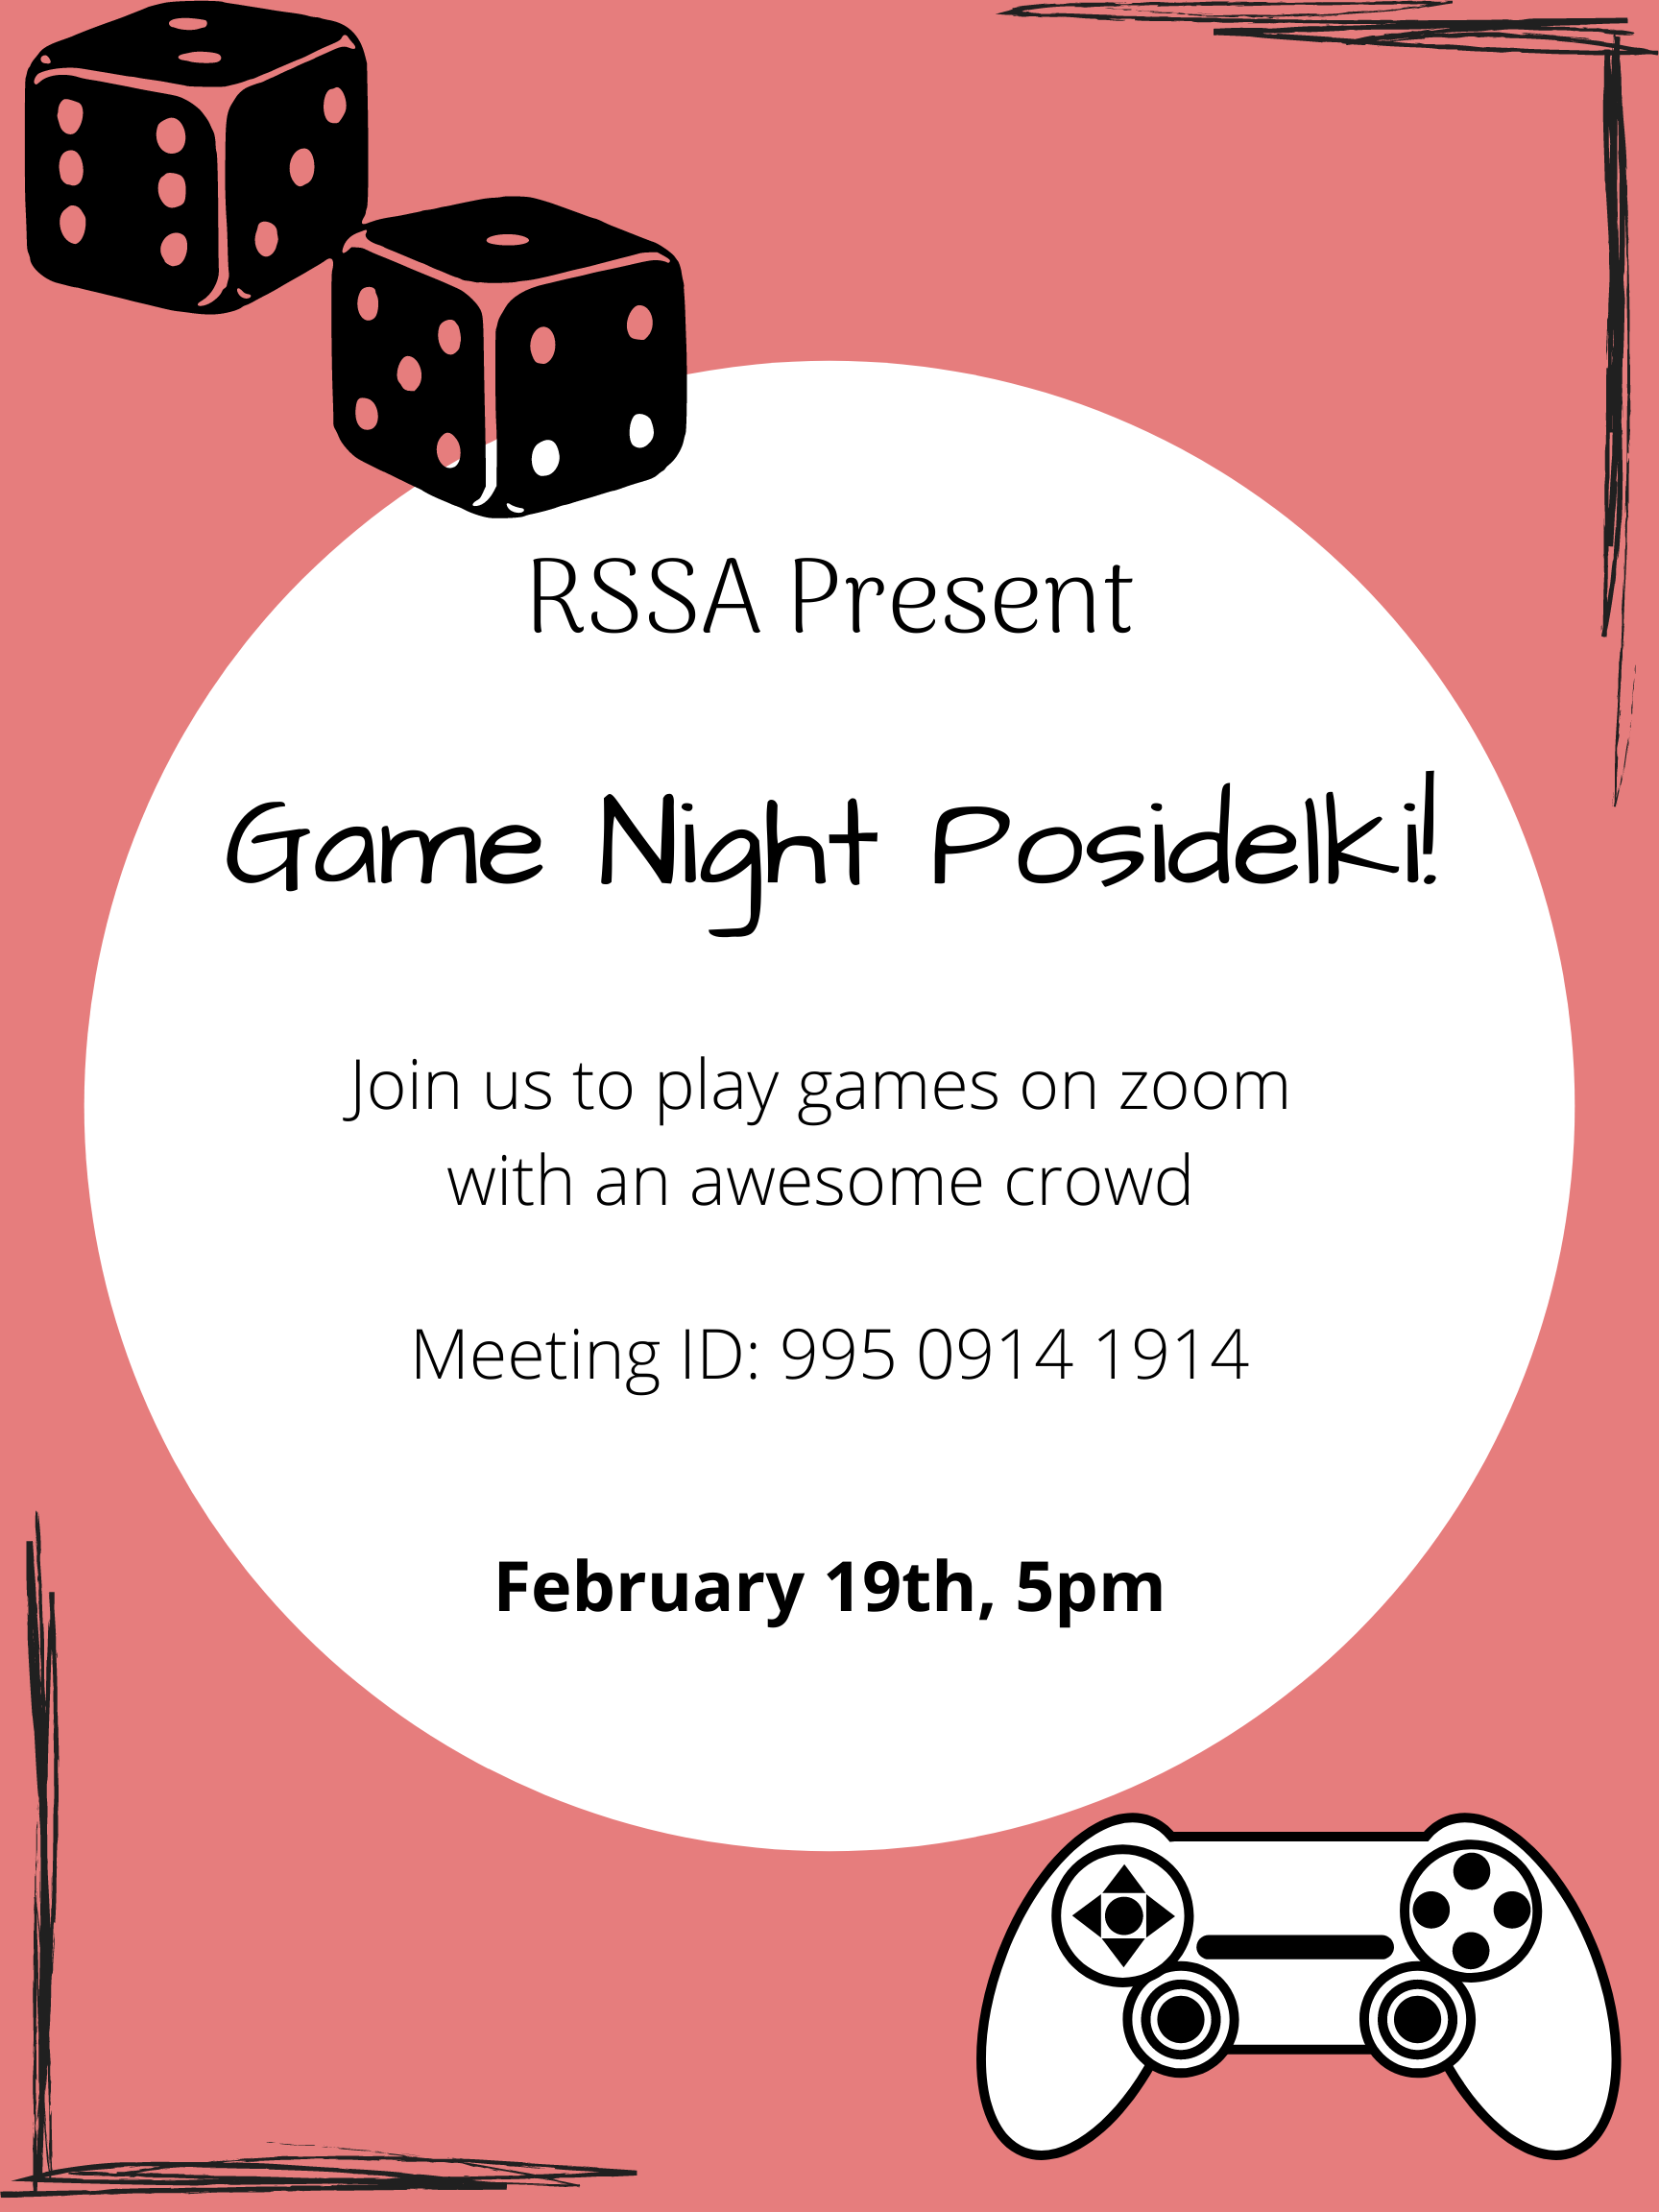 RSSA Present
Game Night Posidelki!
Join us to play games on zoom
with an awesome crowd
Meeting ID: 995 0914 1914
February 19th, 5pm